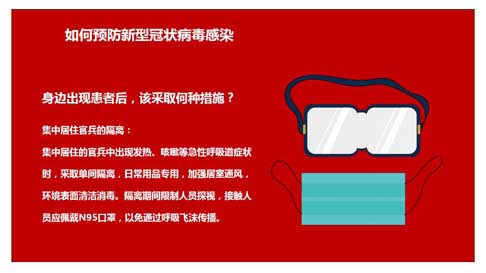 如何预防新型冠状病毒感染
身边出现患者后，该采取何种措施？
集中居住官兵的隔离：
集中居住的官兵中出现发热、咳嗽等急性呼吸道症状
时，采取单间隔离，日常用品专用，加强居室通风，
环境表面清洁消毒。隔离期间限制人员探视，接触人
员应佩戴N95口罩，以免通过呼吸飞沫传播。